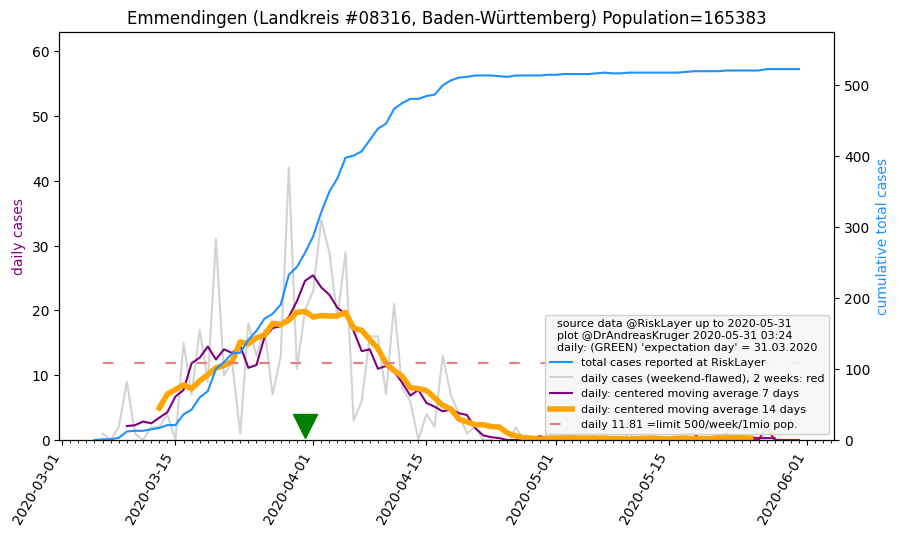 Emmendingen (Landkreis #08316, Baden-Württemberg) Population=165383
60
50
40
30
20
10
0
daily cases
500
400
300
200
100
0
cumulative total cases
source data @RiskLayer up to 2020-05-31
plot @DrAndreasKruger 2020-05-31 03:24
daily: (GREEN) 'expectation day' = 31.03.2020
total cases reported at RiskLayer
daily cases (weekend-flawed), 2 weeks: red
daily: centered moving average 7 days
daily: centered moving average 14 days
daily 11.81 =limit 500/week/1mio pop.
2020-03-01
2020-03-15
2020-04-01
2020-04-15
2020-05-01
2020-05-15
2020-06-01